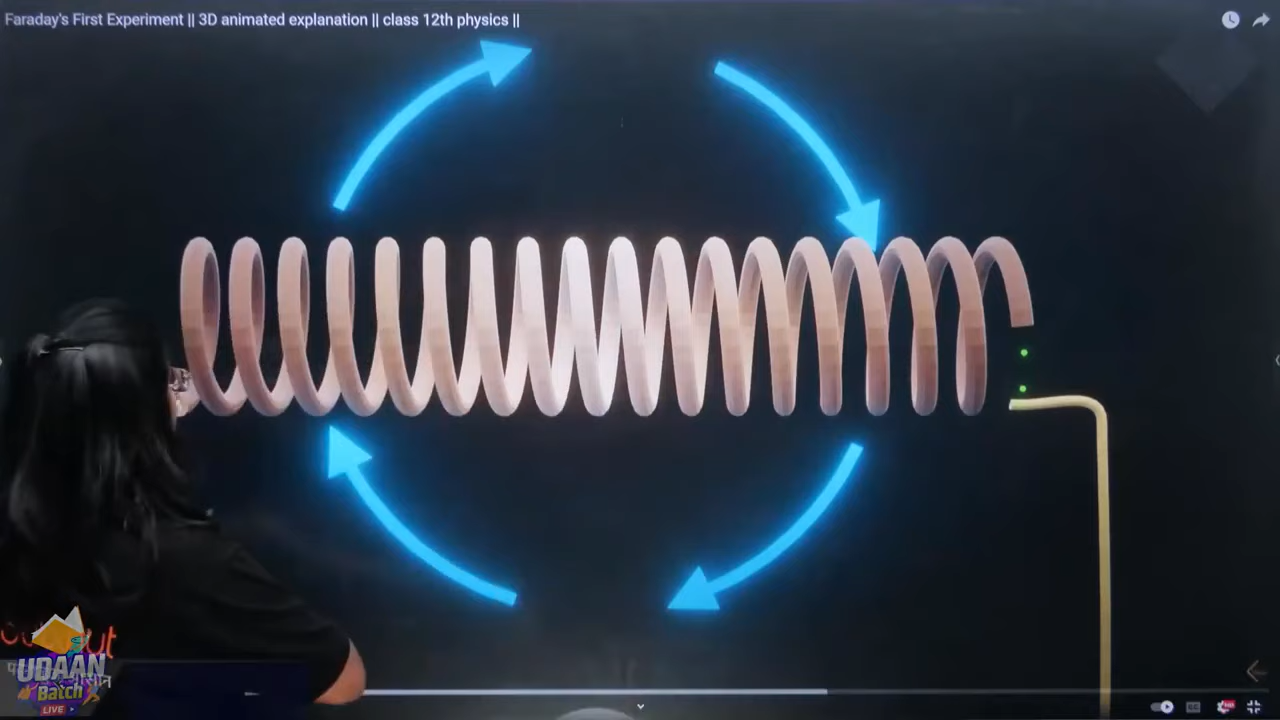 Faraday's First Experiment || 3D animated explanation || class 12th physics ||
UDAAN
Batch
LIVE